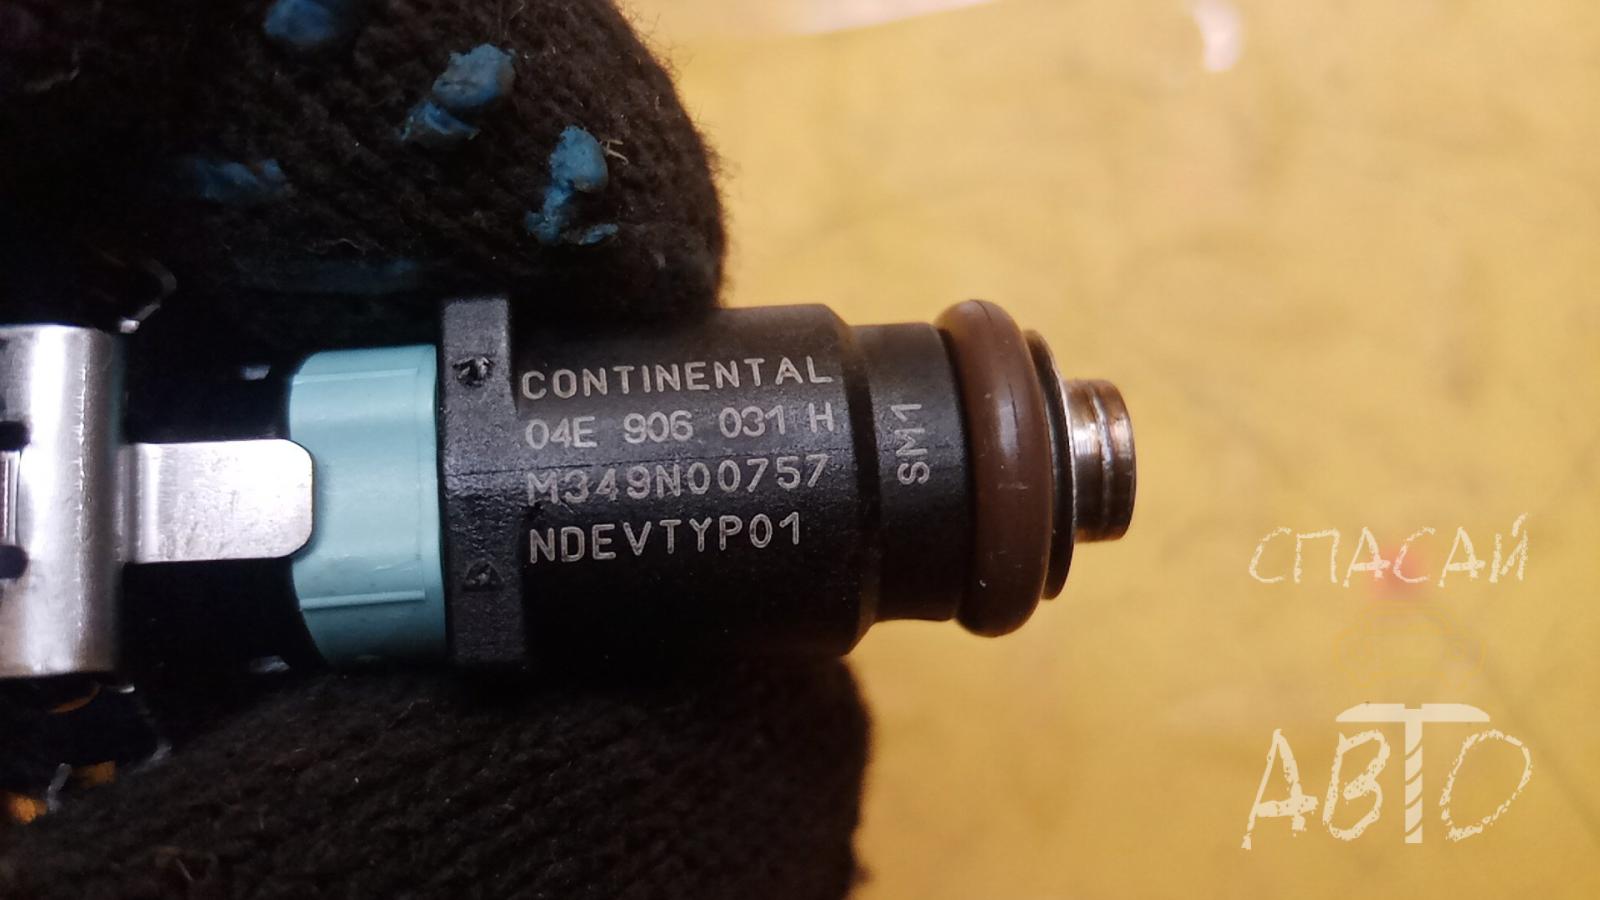 CONTINENTAL
04E 906 031 H
M349N00757
NDEVTYP01
SM1
СПАСАЙ
АВТО